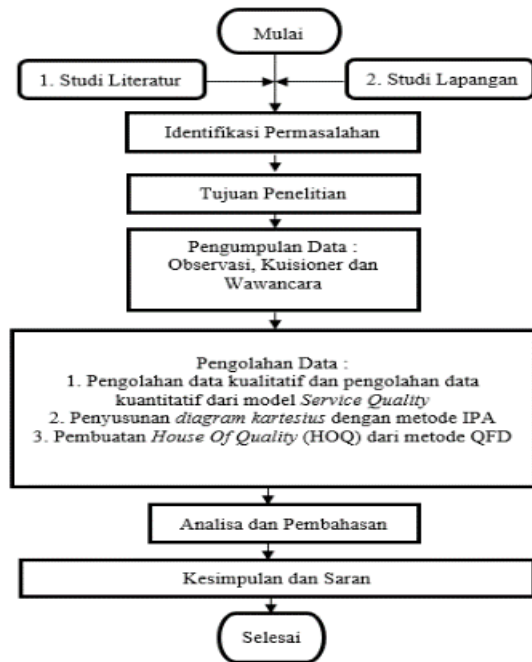 Mulai
1. Studi Literatur
2. Studi Lapangan
Identifikasi Permasalahan
Tujuan Penelitian
Pengumpulan Data :
Observasi, Kuisioner dan
Wawancara
Pengolahan Data :
1. Pengolahan data kualitatif dan pengolahan data
kuantitatif dari model Service Quality
2. Penyusunan diagram kartesius dengan metode IPA
3. Pembuatan House Of Quality (HOQ) dari metode QFD
Analisa dan Pembahasan
Kesimpulan dan Saran
Selesai